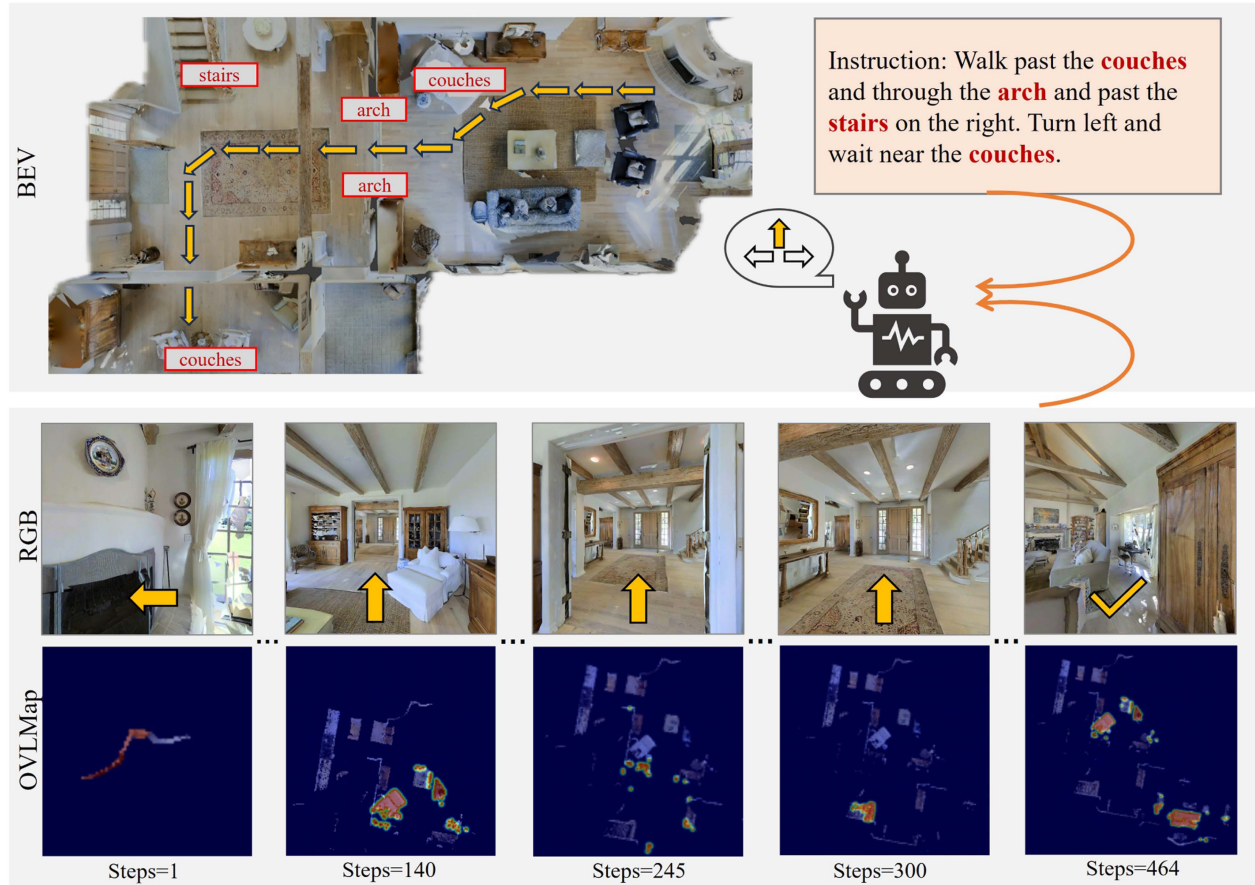 BEV
stairs
couches
arch
arch
couches
Instruction: Walk past the couches
and through the arch and past the
stairs on the right. Turn left and
wait near the couches.
RGB
... ... ... ...
OVLMap
Steps=1
Steps=140
Steps=245
Steps=300
Steps=464